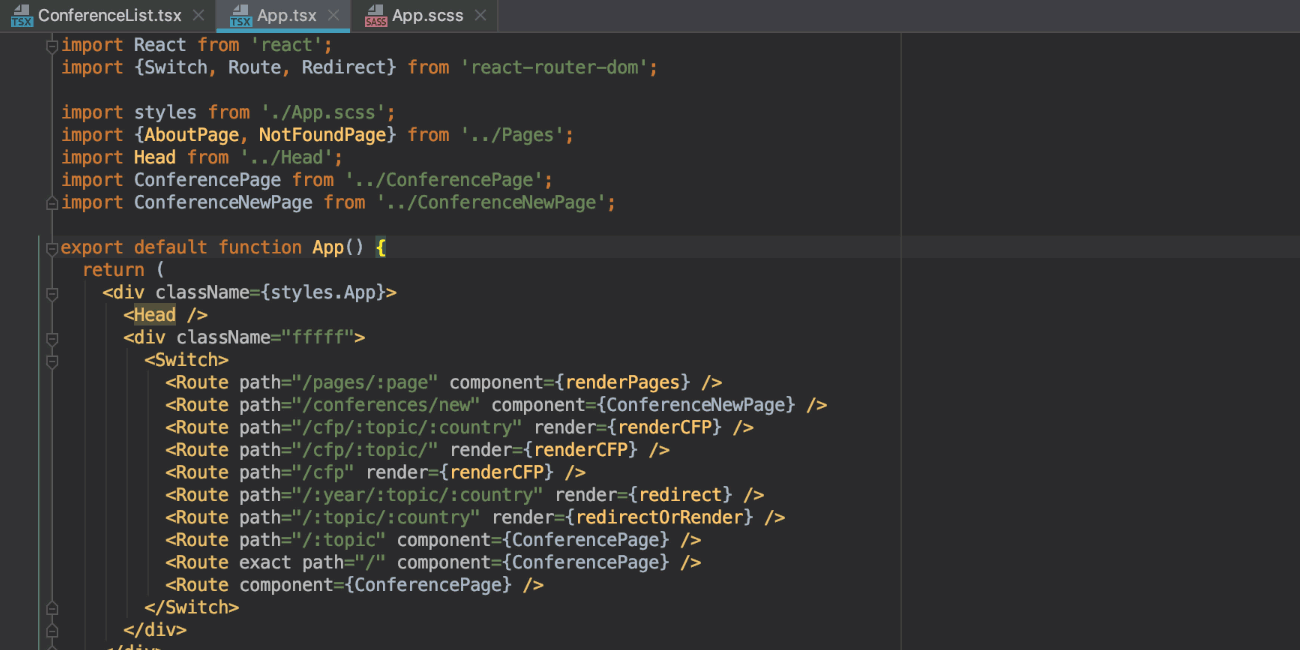 ConferenceList.tsx App.tsx App.scss
import React from 'react';
import {Switch, Route, Redirect} from 'react-router-dom';
import styles from './App.scss';
import {AboutPage, NotFoundPage} from '../Pages';
import Head from '../Head';
import ConferencePage from '../ConferencePage';
import ConferenceNewPage from '../ConferenceNewPage';
export default function App() {
return (
<div className={styles.App}>
<Head />
<div className="fffff">
<Switch>
<Route path="/pages/:page" component={renderPages} />
<Route path="/conferences/new" component={ConferenceNewPage} />
<Route path="/cfp/:topic/:country" render={renderCFP} />
<Route path="/cfp/:topic/" render={renderCFP} />
<Route path="/cfp" render={renderCFP} />
<Route path="/:year/:topic/:country" render={redirect} />
<Route path="/:topic/:country" render={redirectOrRender} />
<Route path="/:topic" component={ConferencePage} />
<Route exact path="/" component={ConferencePage} />
<Route component={ConferencePage} />
</Switch>
</div>
</div>